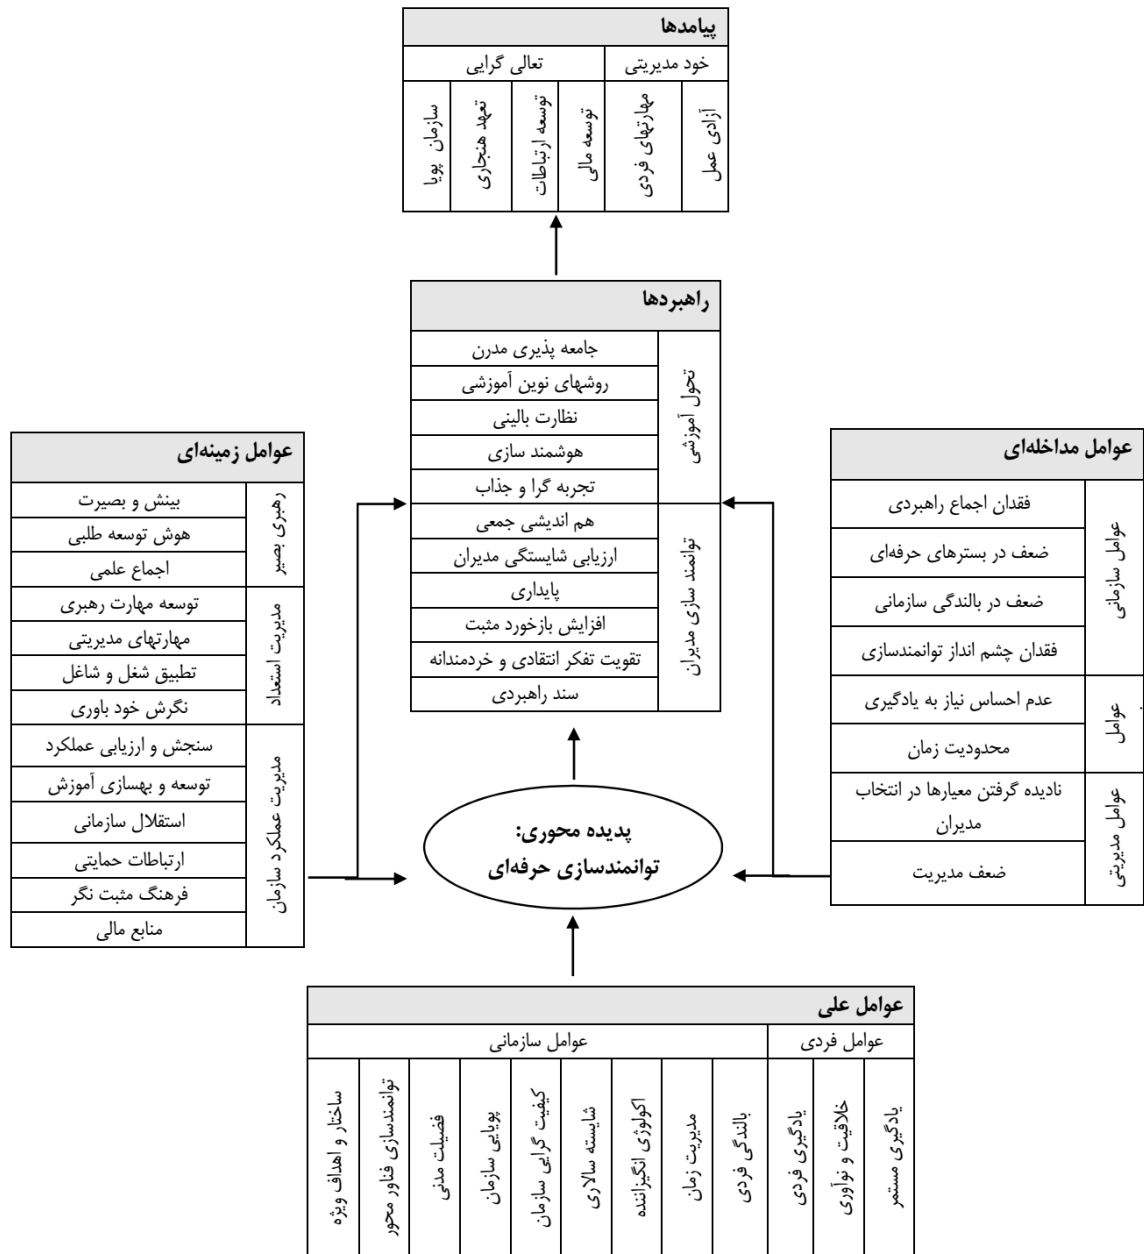 پیامدها
خود مدیریتی
تعالی گرایی
آزادی عمل
مهارتهای فردی
توسعه مالی
توسعه ارتباطات
تعهد هنجاری
سازمان پویا
راهبردها
تحول آموزشی
جامعه پذیری مدرن
روشهای نوین آموزشی
نظارت بالینی
هوشمند سازی
تجربه گرا و جذاب
توانمند سازی مدیران
هم اندیشی جمعی
ارزیابی شایستگی مدیران
پایداری
افزایش بازخورد مثبت
تقویت تفکر انتقادی و خردمندانه
سند راهبردی
عوامل مداخله‌ای
عوامل سازمانی
فقدان اجماع راهبردی
ضعف در بسترهای حرفه‌ای
ضعف در بالندگی سازمانی
فقدان چشم انداز توانمندسازی
عوامل
عدم احساس نیاز به یادگیری
محدودیت زمان
عوامل مدیریتی
نادیده گرفتن معیارها در انتخاب
مدیران
ضعف مدیریت
عوامل زمینه‌ای
رهبری بصیر
بینش و بصیرت
هوش توسعه طلبی
اجماع علمی
مدیریت استعداد
توسعه مهارت رهبری
مهارتهای مدیریتی
تطبیق شغل و شاغل
نگرش خود باوری
مدیریت عملکرد سازمان
سنجش و ارزیابی عملکرد
توسعه و بهسازی آموزش
استقلال سازمانی
ارتباطات حمایتی
فرهنگ مثبت نگر
منابع مالی
پدیده محوری:
توانمندسازی حرفه‌ای
عوامل علی
عوامل فردی
عوامل سازمانی
یادگیری مستمر
خلاقیت و نوآوری
یادگیری فردی
بالندگی فردی
مدیریت زمان
اکولوژی انگیزاننده
شایسته سالاری
کیفیت گرایی سازمان
پویایی سازمان
فضیلت مدنی
توانمندسازی فناور محور
ساختار و اهداف ویژه